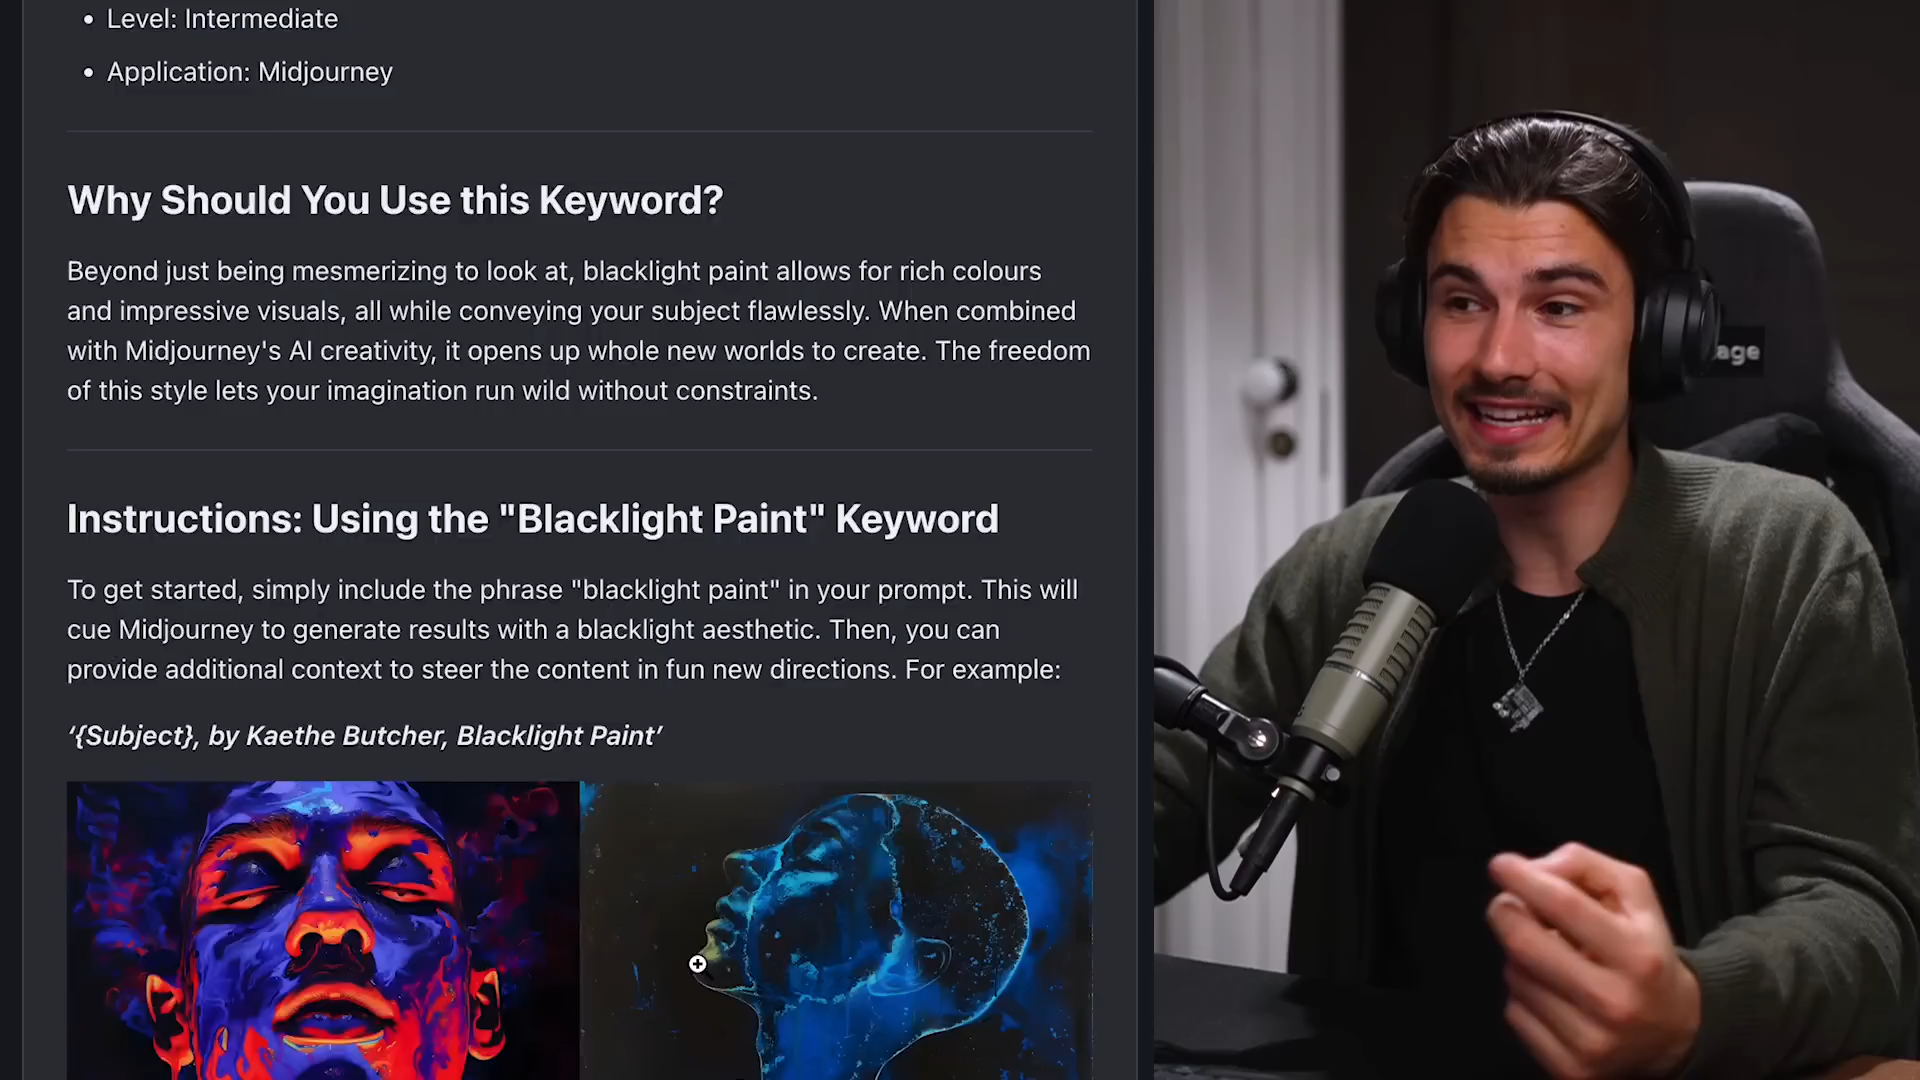 • Level: Intermediate
• Application: Midjourney
Why Should You Use this Keyword?
Beyond just being mesmerizing to look at, blacklight paint allows for rich colours
and impressive visuals, all while conveying your subject flawlessly. When combined
with Midjourney's AI creativity, it opens up whole new worlds to create. The freedom
of this style lets your imagination run wild without constraints.
Instructions: Using the "Blacklight Paint" Keyword
To get started, simply include the phrase "blacklight paint" in your prompt. This will
cue Midjourney to generate results with a blacklight aesthetic. Then, you can
provide additional context to steer the content in fun new directions. For example:
‘{Subject}, by Kaethe Butcher, Blacklight Paint’